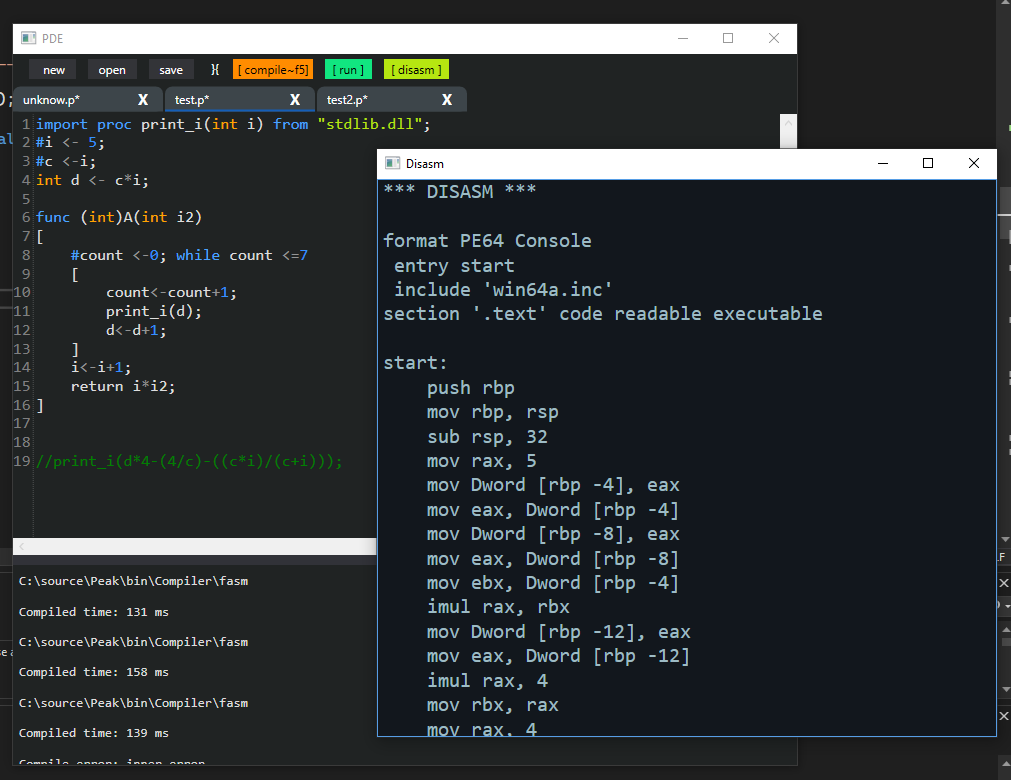 PDE
new open save }{ [ compile~f5] [ run ] [ disasm ]
unknow.p* X test.p* X test2.p* X
1 import proc print_i(int i) from "stdlib.dll";
2 #i <- 5;
3 #c <-i;
4 int d <- c*i;
5
6 func (int)A(int i2)
7 [
8 #count <-0; while count <=7
9 [
10 count<-count+1;
11 print_i(d);
12 d<-d+1;
13 ]
14 i<-i+1;
15 return i*i2;
16 ]
17
18
19 //print_i(d*4-(4/c)-((c*i)/(c+i)));
C:\source\Peak\bin\Compiler\fasm
Compiled time: 131 ms
C:\source\Peak\bin\Compiler\fasm
Compiled time: 158 ms
C:\source\Peak\bin\Compiler\fasm
Compiled time: 139 ms
Disasm
*** DISASM ***
format PE64 Console
entry start
include 'win64a.inc'
section '.text' code readable executable
start:
push rbp
mov rbp, rsp
sub rsp, 32
mov rax, 5
mov Dword [rbp -4], eax
mov eax, Dword [rbp -4]
mov Dword [rbp -8], eax
mov eax, Dword [rbp -8]
mov ebx, Dword [rbp -4]
imul rax, rbx
mov Dword [rbp -12], eax
mov eax, Dword [rbp -12]
imul rax, 4
mov rbx, rax
mov rax, 4